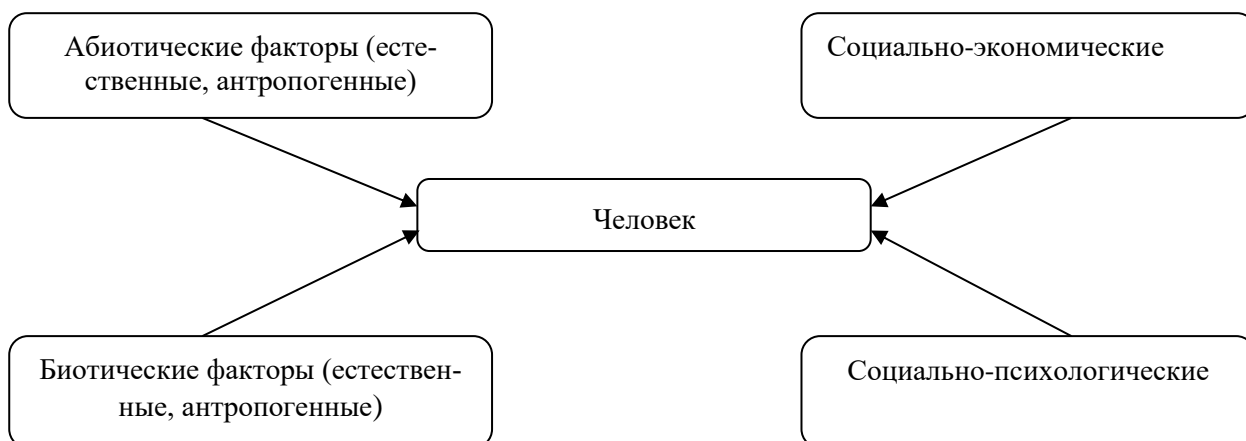 Абиотические факторы (есте-
ственные, антропогенные)
Социально-экономические
Человек
Биотические факторы (естествен-
ные, антропогенные)
Социально-психологические